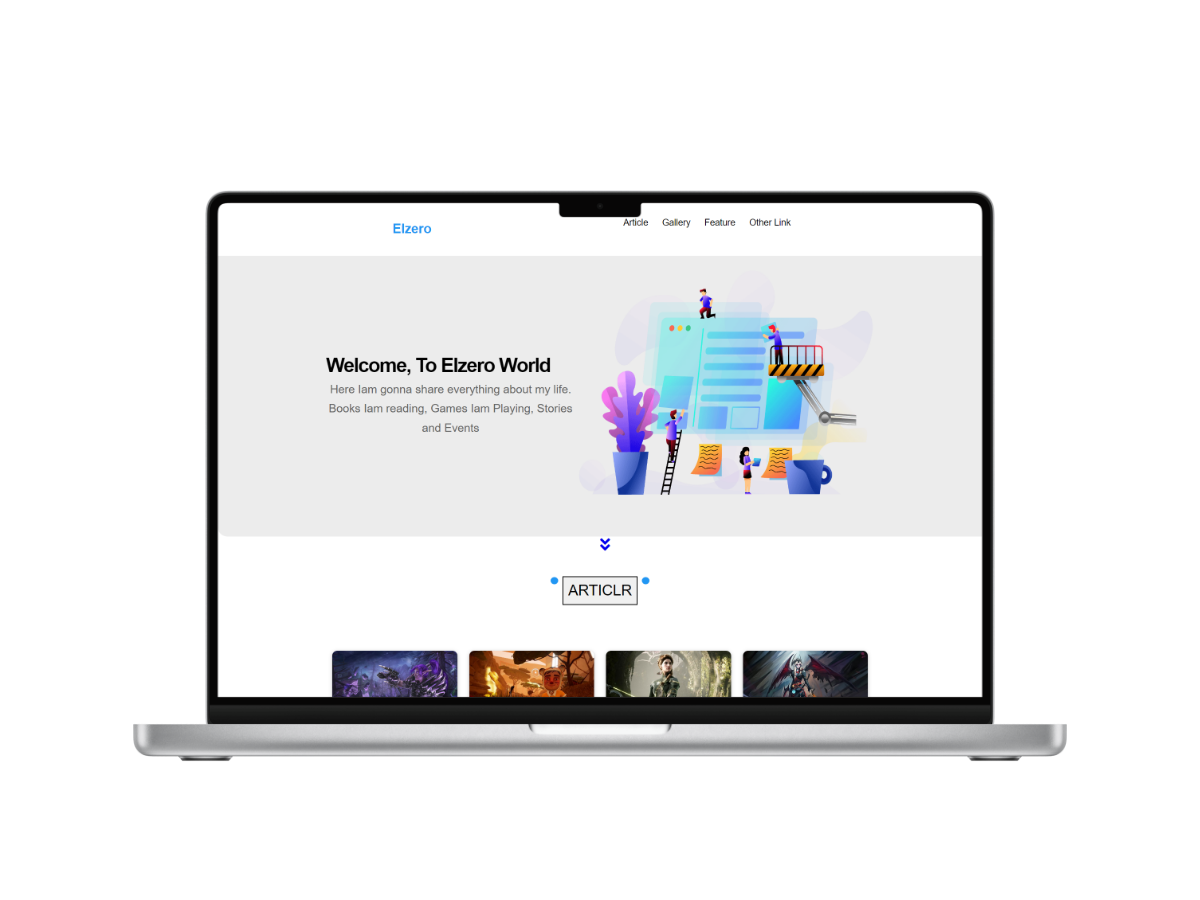 Elzero
Article Gallery Feature Other Link
Welcome, To Elzero World
Here Iam gonna share everything about my life.
Books Iam reading, Games Iam Playing, Stories
and Events
ARTICLR